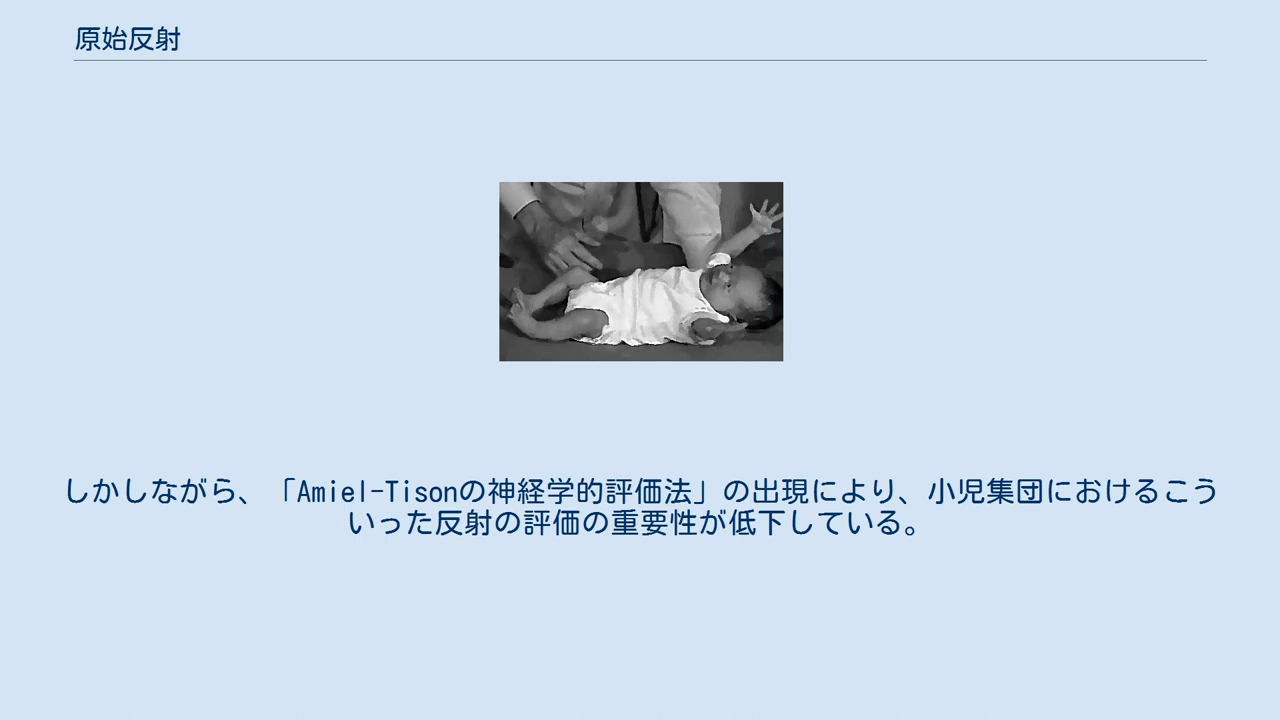 原始反射
しかしながら、「Amiel-Tisonの神経学的評価法」の出現により、小児集団におけるこう
いった反射の評価の重要性が低下している。